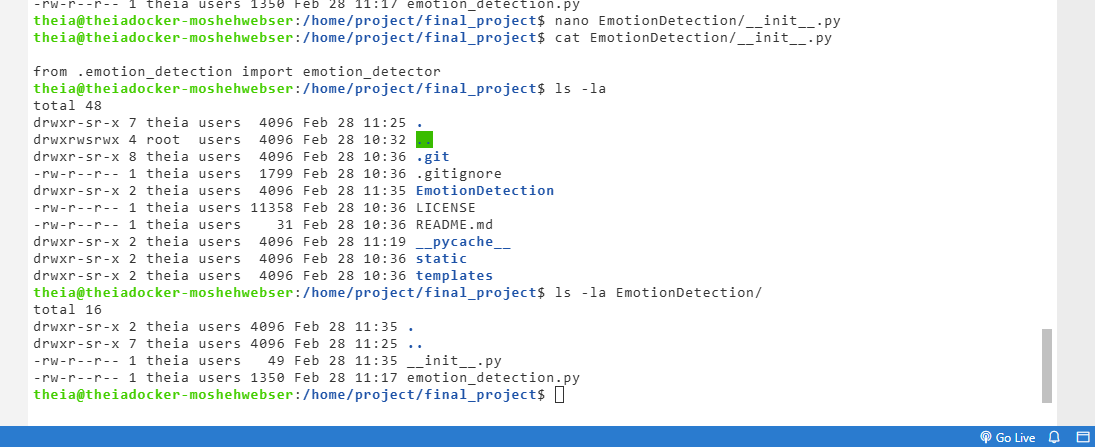 -rw-r--r-- 1 theia users 1350 Feb 28 11:17 emotion_detection.py
theia@theiadocker-moshehwebser:/home/project/final_project$ nano EmotionDetection/__init__.py
theia@theiadocker-moshehwebser:/home/project/final_project$ cat EmotionDetection/__init__.py
from .emotion_detection import emotion_detector
theia@theiadocker-moshehwebser:/home/project/final_project$ ls -la
total 48
drwxr-sr-x 7 theia users  4096 Feb 28 11:25 .
drwxrwsrwx 4 root  users  4096 Feb 28 10:32 ..
drwxr-sr-x 8 theia users  4096 Feb 28 10:36 .git
-rw-r--r-- 1 theia users  1799 Feb 28 10:36 .gitignore
drwxr-sr-x 2 theia users  4096 Feb 28 11:35 EmotionDetection
-rw-r--r-- 1 theia users 11358 Feb 28 10:36 LICENSE
-rw-r--r-- 1 theia users    31 Feb 28 10:36 README.md
drwxr-sr-x 2 theia users  4096 Feb 28 11:19 __pycache__
drwxr-sr-x 2 theia users  4096 Feb 28 10:36 static
drwxr-sr-x 2 theia users  4096 Feb 28 10:36 templates
theia@theiadocker-moshehwebser:/home/project/final_project$ ls -la EmotionDetection/
total 16
drwxr-sr-x 2 theia users 4096 Feb 28 11:35 .
drwxr-sr-x 7 theia users 4096 Feb 28 11:25 ..
-rw-r--r-- 1 theia users   49 Feb 28 11:35 __init__.py
-rw-r--r-- 1 theia users 1350 Feb 28 11:17 emotion_detection.py
theia@theiadocker-moshehwebser:/home/project/final_project$
Go Live